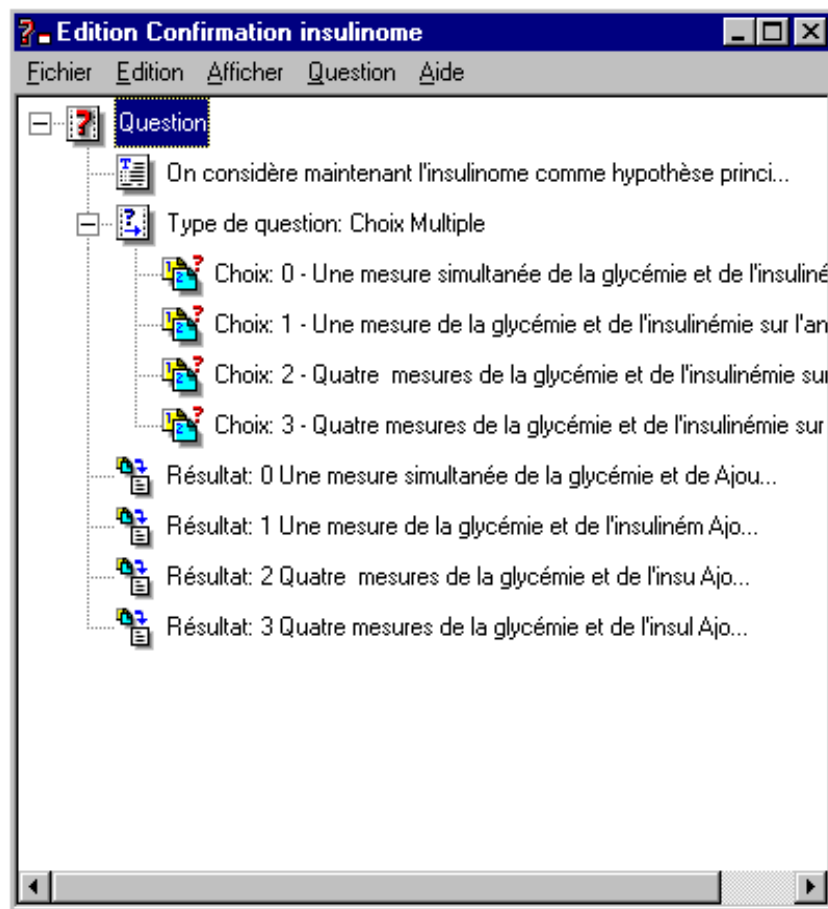 Edition Confirmation insulinome
Fichier Edition Afficher Question Aide
Question
On considère maintenant l'insulinome comme hypothèse princi...
Type de question: Choix Multiple
Choix: 0 - Une mesure simultanée de la glycémie et de l'insuliné
Choix: 1 - Une mesure de la glycémie et de l'insulinémie sur l'an
Choix: 2 - Quatre  mesures de la glycémie et de l'insulinémie sur
Choix: 3 - Quatre mesures de la glycémie et de l'insulinémie sur
Résultat: 0 Une mesure simultanée de la glycémie et de Ajou...
Résultat: 1 Une mesure de la glycémie et de l'insuliném Ajo...
Résultat: 2 Quatre  mesures de la glycémie et de l'insu Ajo...
Résultat: 3 Quatre mesures de la glycémie et de l'insul Ajo...